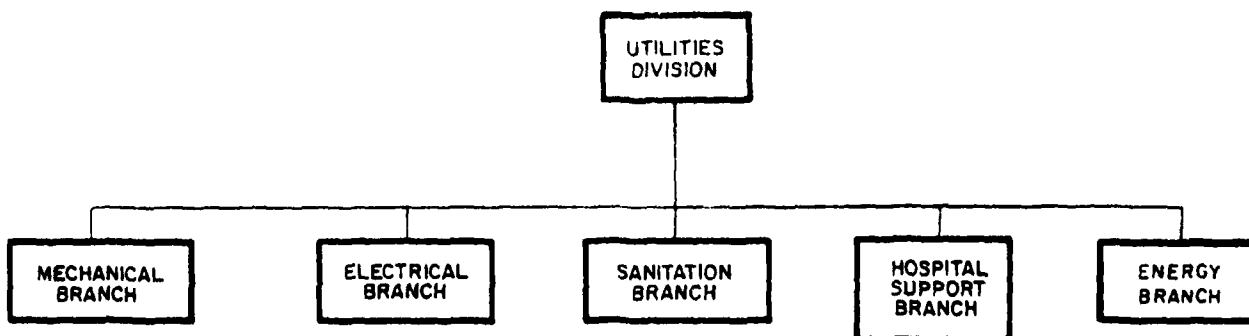 UTILITIES
DIVISION
MECHANICAL
BRANCH
ELECTRICAL
BRANCH
SANITATION
BRANCH
HOSPITAL
SUPPORT
BRANCH
ENERGY
BRANCH